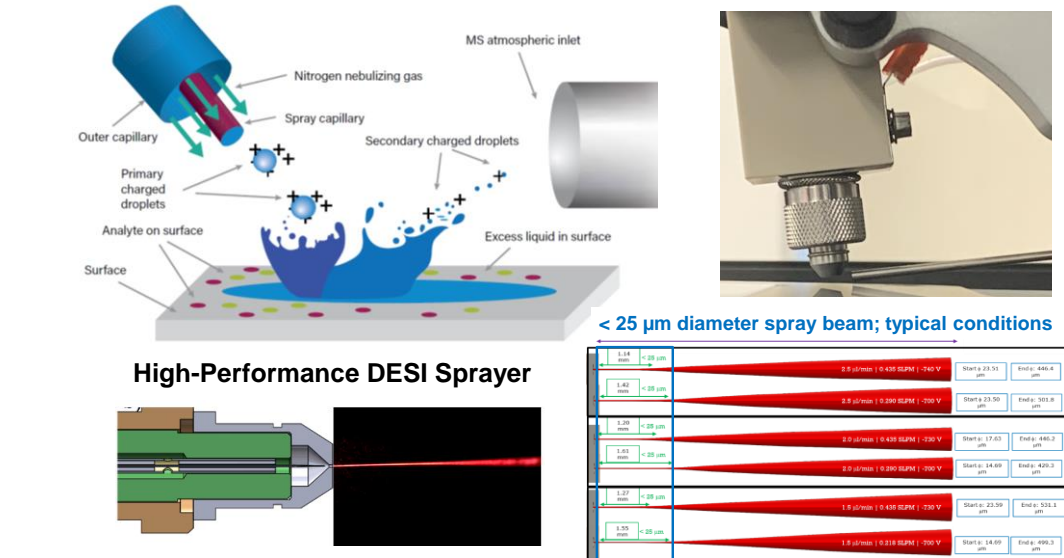 MS atmospheric inlet
Nitrogen nebulizing gas
Spray capillary
Outer capillary
Secondary charged droplets
Primary
charged
droplets
Analyte on surface
Excess liquid in surface
Surface
High-Performance DESI Sprayer
< 25 µm diameter spray beam; typical conditions
1.14
mm
< 25 µm
2.5 µl/min | 0.435 SLPM | -740 V
Start ø 23.51
µm
End ø: 446.4
µm
1.42
mm
< 25 µm
2.5 µl/min | 0.290 SLPM | -700 V
Start ø 23.50
µm
End ø: 501.8
µm
1.20
mm
< 25 µm
2.0 µl/min | 0.435 SLPM | -730 V
Start ø: 17.63
µm
End ø: 446.2
µm
1.61
mm
< 25 µm
2.0 µl/min | 0.290 SLPM | -700 V
Start ø: 14.69
µm
End ø: 429.3
µm
1.27
mm
< 25 µm
1.5 µl/min | 0.435 SLPM | -730 V
Start ø: 23.59
µm
End ø: 531.1
µm
1.55
mm
< 25 µm
1.5 µl/min | 0.218 SLPM | -700 V
Start ø: 14.69
µm
End ø: 499.3
µm